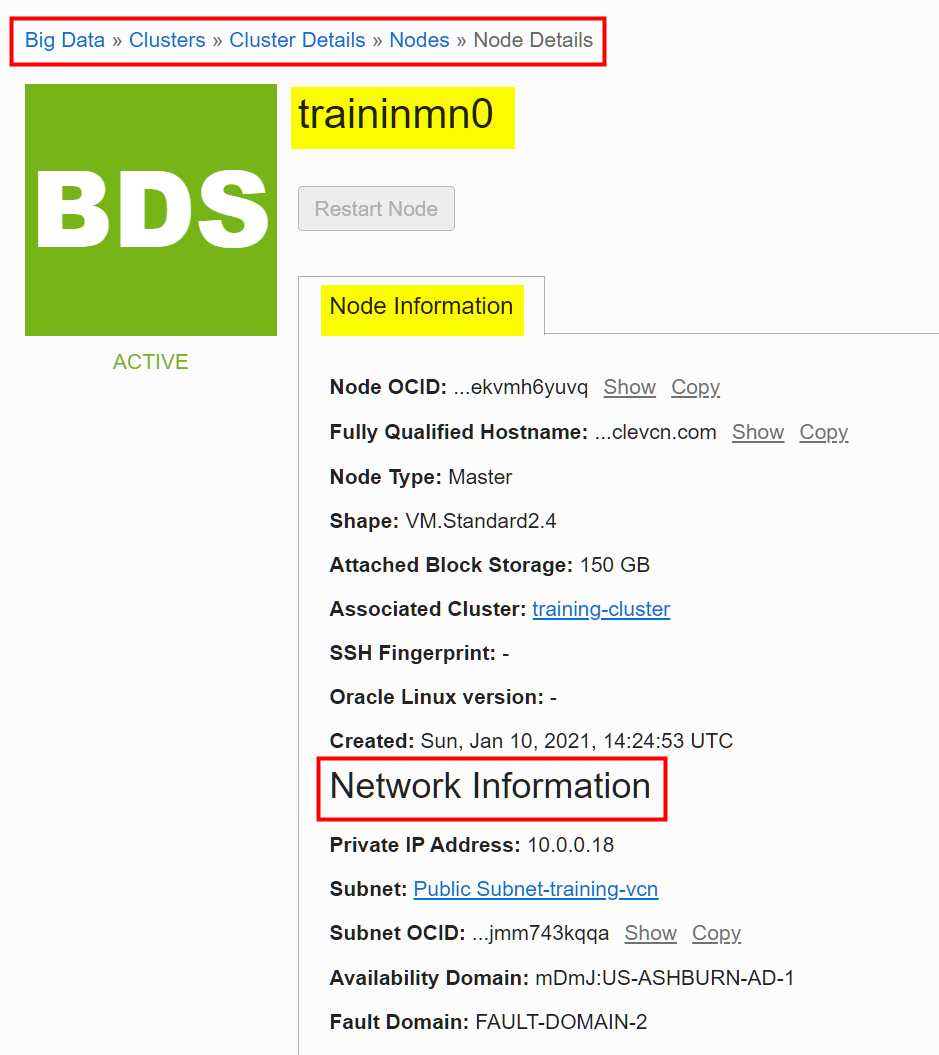 Big Data » Clusters » Cluster Details » Nodes » Node Details
traininmn0
BDS
Restart Node
Node Information
ACTIVE
Node OCID: ...ekvmh6yuvq Show Copy
Fully Qualified Hostname: ...clevcn.com Show Copy
Node Type: Master
Shape: VM.Standard2.4
Attached Block Storage: 150 GB
Associated Cluster: training-cluster
SSH Fingerprint: -
Oracle Linux version: -
Created: Sun, Jan 10, 2021, 14:24:53 UTC
Network Information
Private IP Address: 10.0.0.18
Subnet: Public Subnet-training-vcn
Subnet OCID: ...jmm743kqqa Show Copy
Availability Domain: mDmJ:US-ASHBURN-AD-1
Fault Domain: FAULT-DOMAIN-2